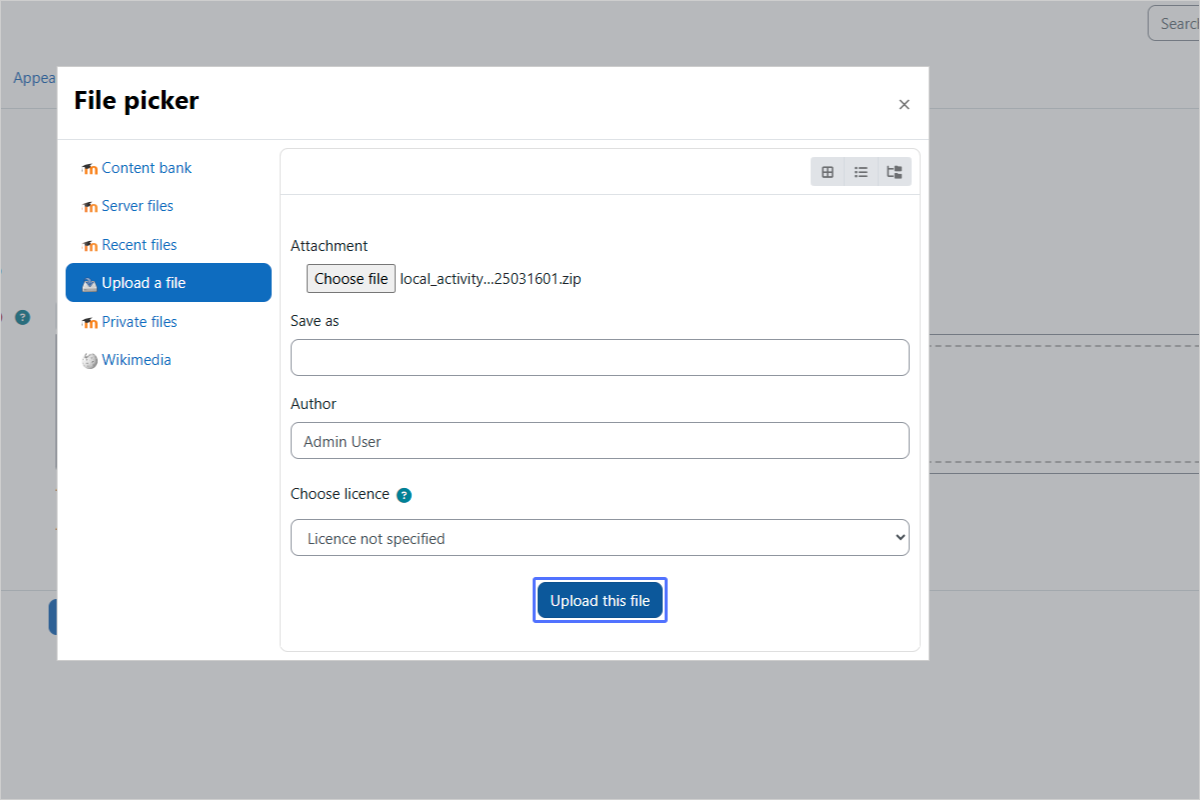 Search
Appea
File picker
×
Content bank
Server files
Recent files
Upload a file
Private files
Wikimedia
Attachment
Choose file local_activity...25031601.zip
Save as
Author
Admin User
Choose licence ?
Licence not specified
Upload this file
?